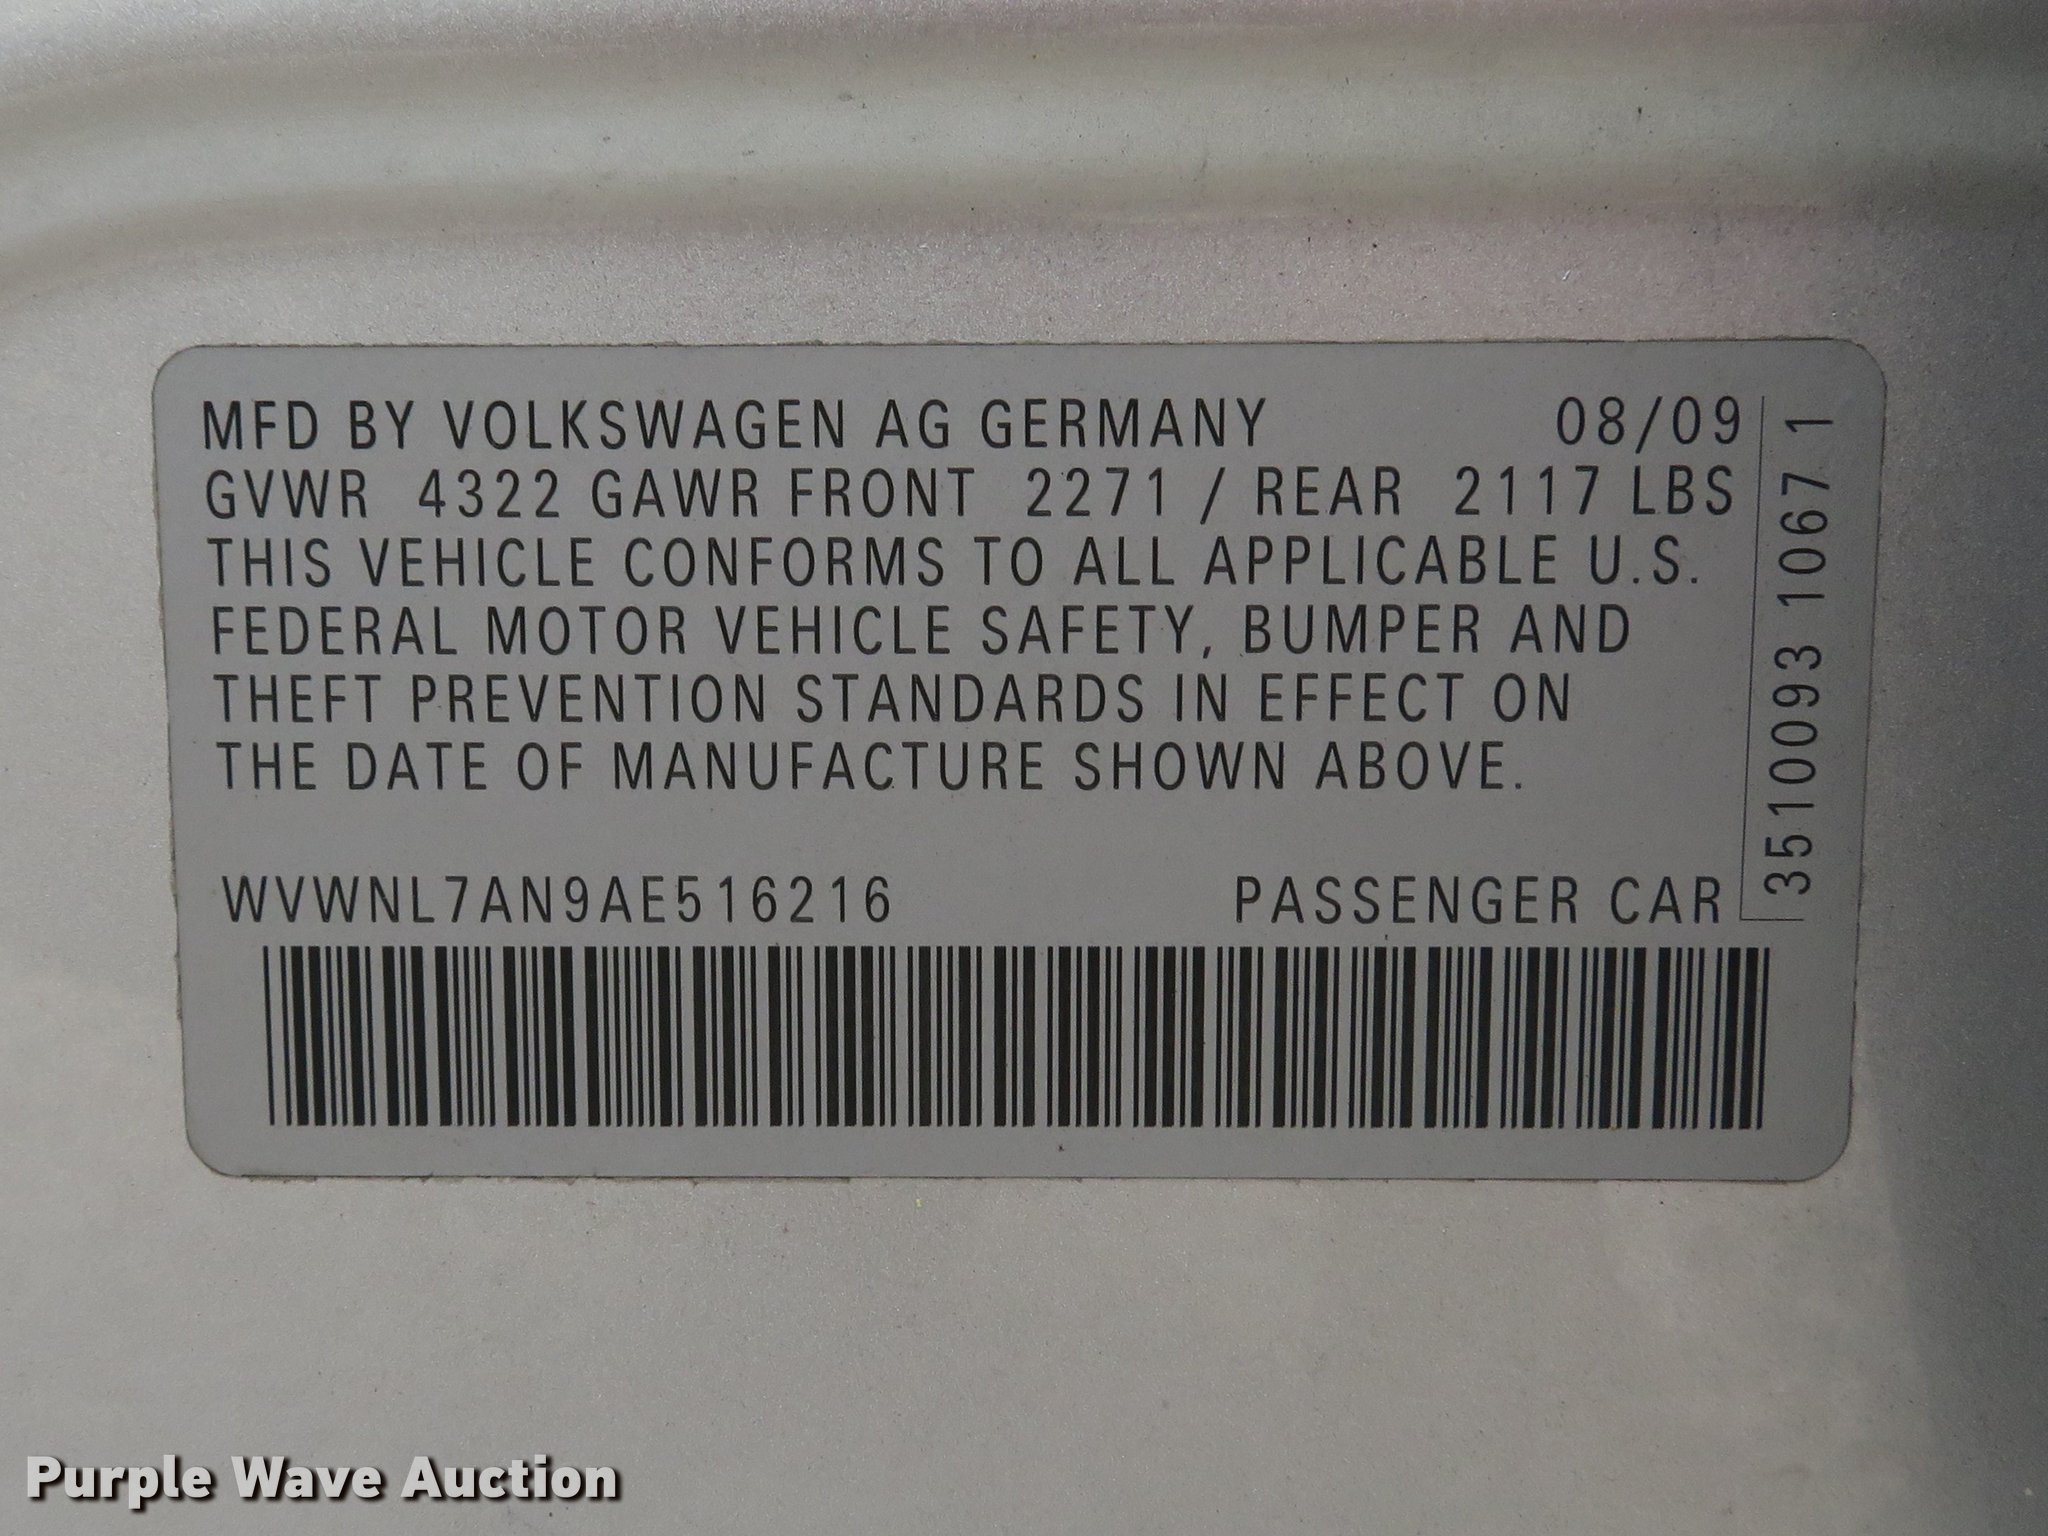 MFD BY VOLKSWAGEN AG GERMANY 08/09
GVWR 4322 GAWR FRONT 2271 / REAR 2117 LBS
THIS VEHICLE CONFORMS TO ALL APPLICABLE U.S.
FEDERAL MOTOR VEHICLE SAFETY, BUMPER AND
THEFT PREVENTION STANDARDS IN EFFECT ON
THE DATE OF MANUFACTURE SHOWN ABOVE.
WVWNL7AN9AE516216 PASSENGER CAR
3510093 1067 1
Purple Wave Auction